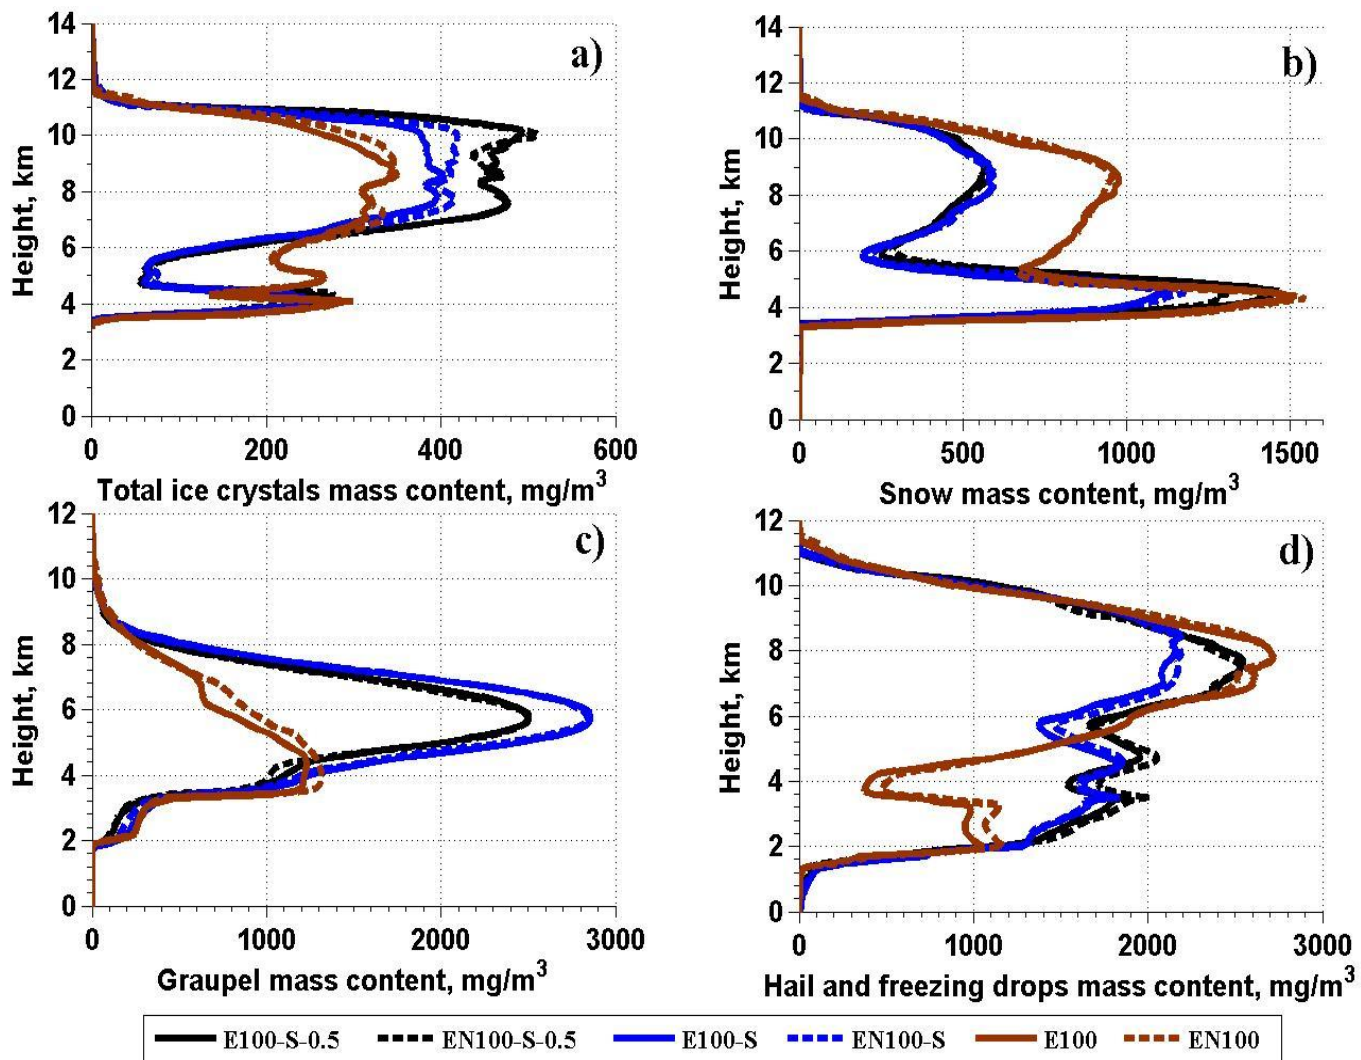 a)
14
12
10
8
6
4
2
0
Height, km
0 200 400 600
Total ice crystals mass content, mg/m³
b)
14
12
10
8
6
4
2
0
Height, km
0 500 1000 1500
Snow mass content, mg/m³
c)
12
10
8
6
4
2
0
Height, km
0 1000 2000 3000
Graupel mass content, mg/m³
d)
12
10
8
6
4
2
0
Height, km
0 1000 2000 3000
Hail and freezing drops mass content, mg/m³
E100-S-0.5 EN100-S-0.5 E100-S EN100-S E100 EN100